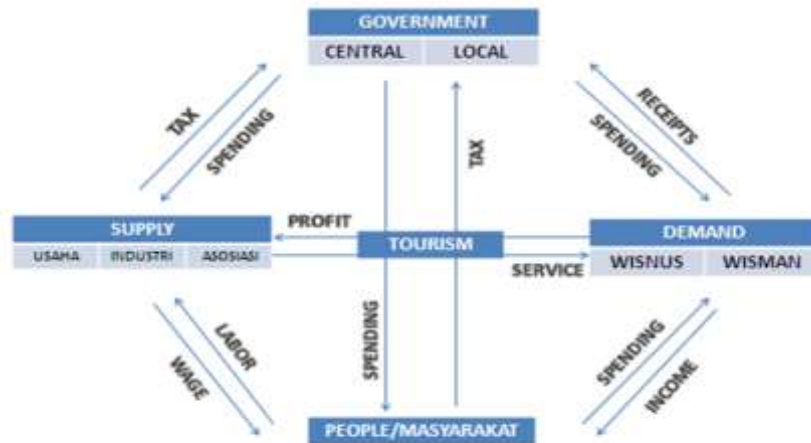 GOVERNMENT
CENTRAL LOCAL
TAX
SPENDING
RECEIPTS
SPENDING
TAX
SUPPLY
USAHA INDUSTRI ASOSIASI
PROFIT
TOURISM
SERVICE
DEMAND
WISNUS WISMAN
SPENDING
LABOR
WAGE
SPENDING
INCOME
PEOPLE/MASYARAKAT